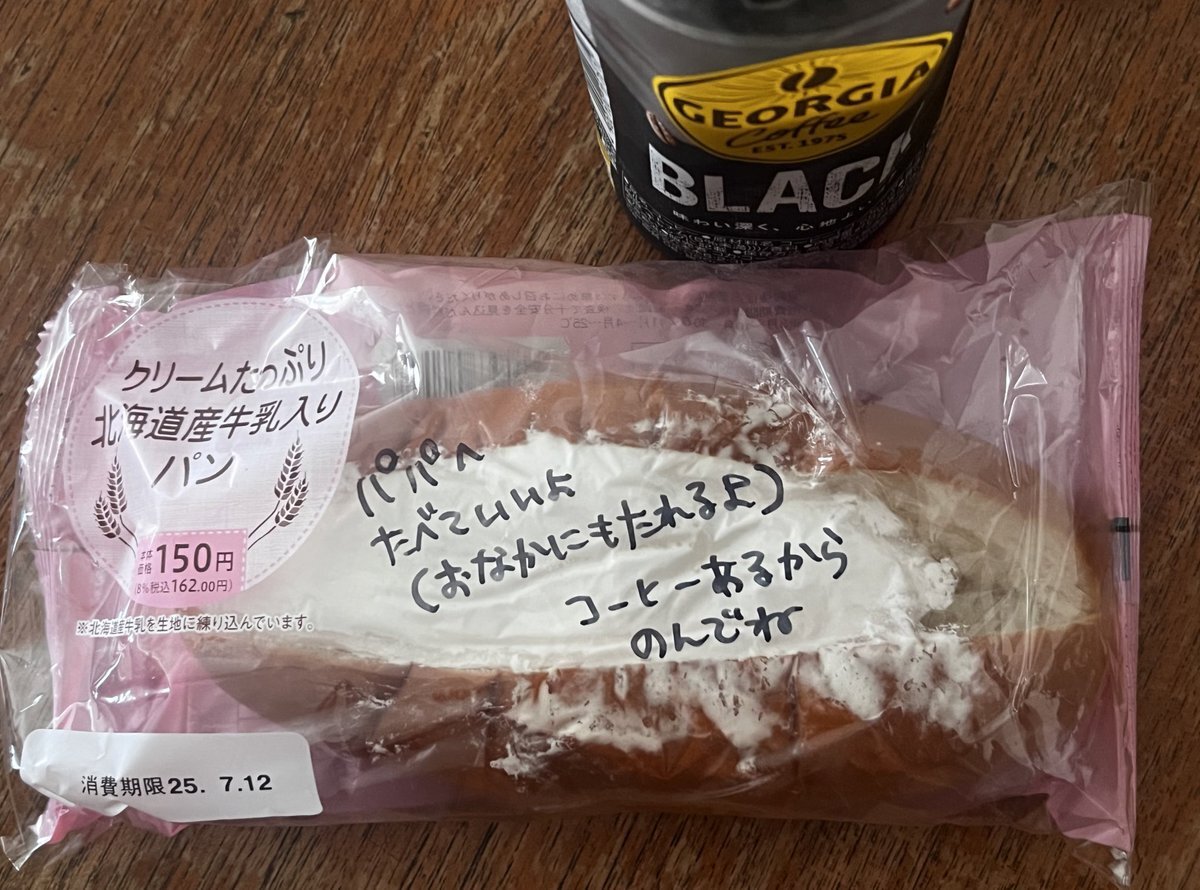 GEORGIA
Coffee
EST. 1975
BLACK
味わい深く、心地よ
クリームたっぷり
北海道産牛乳入り
パン
本体
価格 150円
(8%税込162.00円)
※北海道産牛乳を生地に練り込んでいます。
パパへ
たべていいよ
(おなかにもたれるよ)
コーヒーあるから
のんでね
消費期限25. 7.12